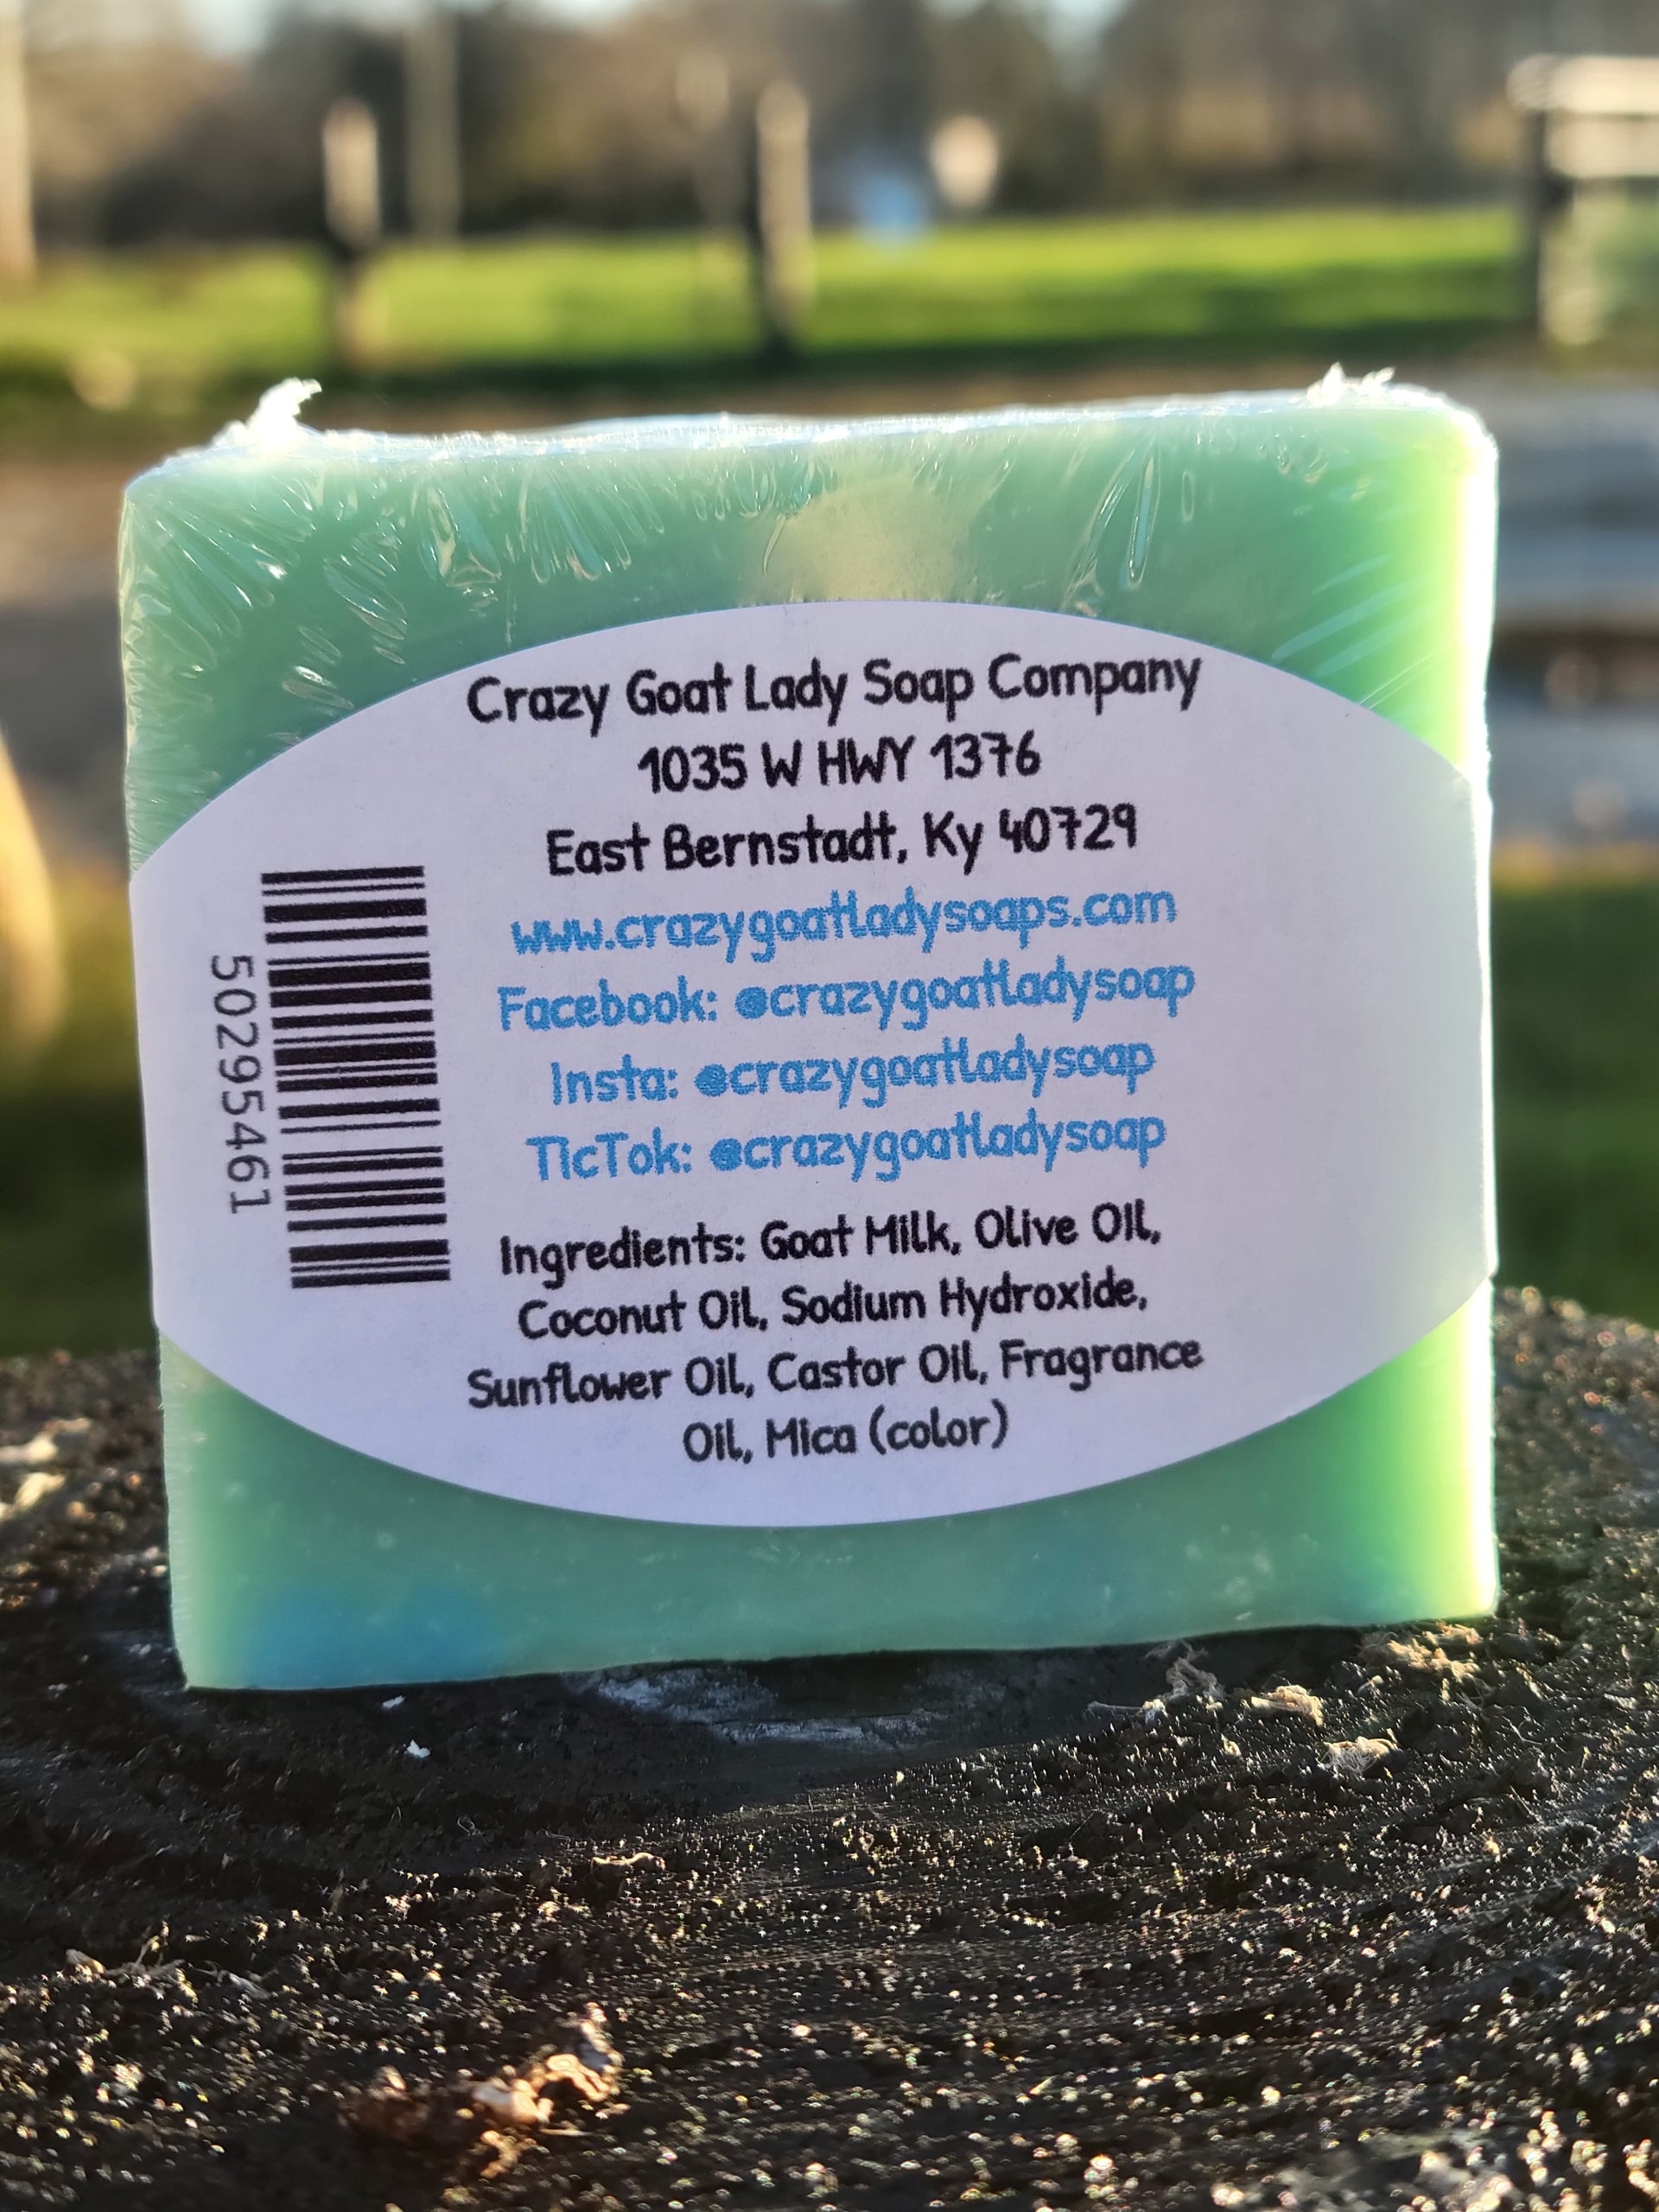 Crazy Goat Lady Soap Company
1035 W HWY 1376
East Bernstadt, Ky 40729
www.crazygoatladysoaps.com
Facebook: @crazygoatladysoap
Insta: @crazygoatladysoap
TicTok: @crazygoatladysoap
Ingredients: Goat Milk, Olive OIl,
Coconut Oil, Sodium Hydroxide,
Sunflower Oil, Castor OIl, Fragrance
Oil, Mica (color)
50295461